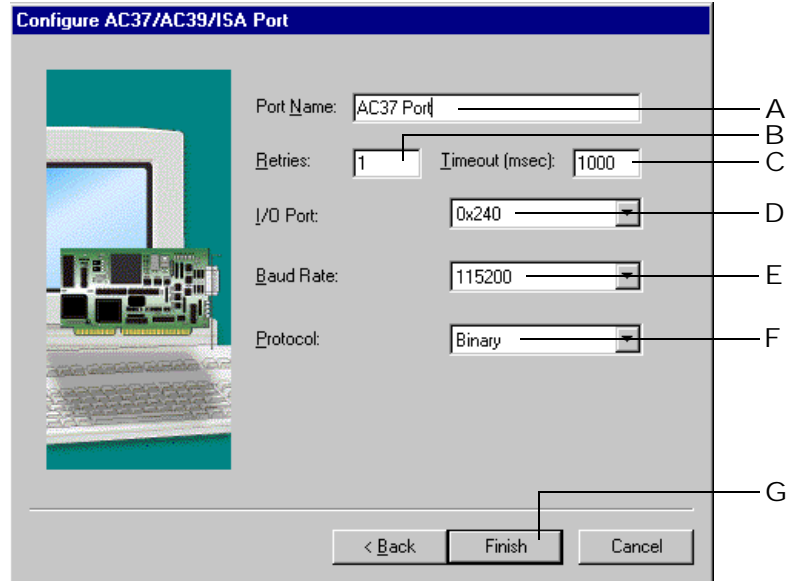 Configure AC37/AC39/ISA Port
Port Name: AC37 Port A
B
Retries: 1 Timeout (msec): 1000 C
I/O Port: 0x240 D
Baud Rate: 115200 E
Protocol: Binary F
G
< Back Finish Cancel